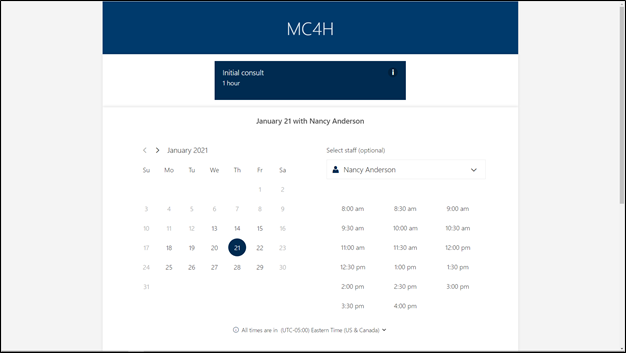 MC4H
Initial consult
1 hour
January 21 with Nancy Anderson
January 2021
Su Mo Tu We Th Fr Sa
1 2
3 4 5 6 7 8 9
10 11 12 13 14 15 16
17 18 19 20 21 22 23
24 25 26 27 28 29 30
31
Select staff (optional)
Nancy Anderson
8:00 am 8:30 am 9:00 am
9:30 am 10:00 am 10:30 am
11:00 am 11:30 am 12:00 pm
12:30 pm 1:00 pm 1:30 pm
2:00 pm 2:30 pm 3:00 pm
3:30 pm 4:00 pm
All times are in (UTC-05:00) Eastern Time (US & Canada)